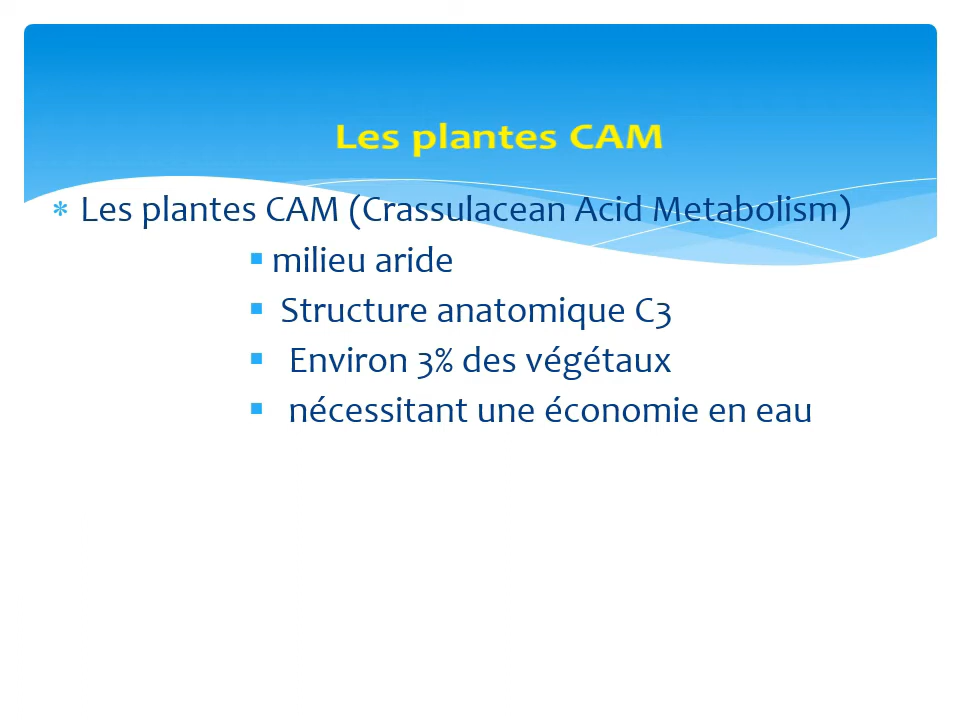 Les plantes CAM
Les plantes CAM (Crassulacean Acid Metabolism)
milieu aride
Structure anatomique C3
Environ 3% des végétaux
nécessitant une économie en eau